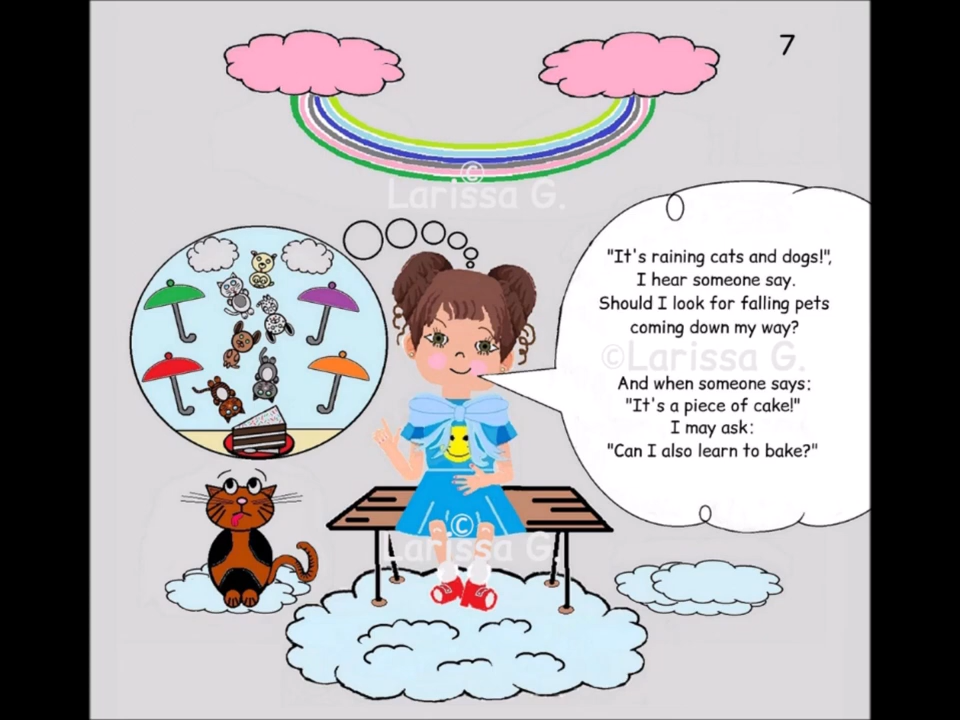 7
©
Larissa G.
"It's raining cats and dogs!",
I hear someone say.
Should I look for falling pets
coming down my way?
©Larissa G.
And when someone says:
"It's a piece of cake!"
I may ask:
"Can I also learn to bake?"
©
Larissa G.